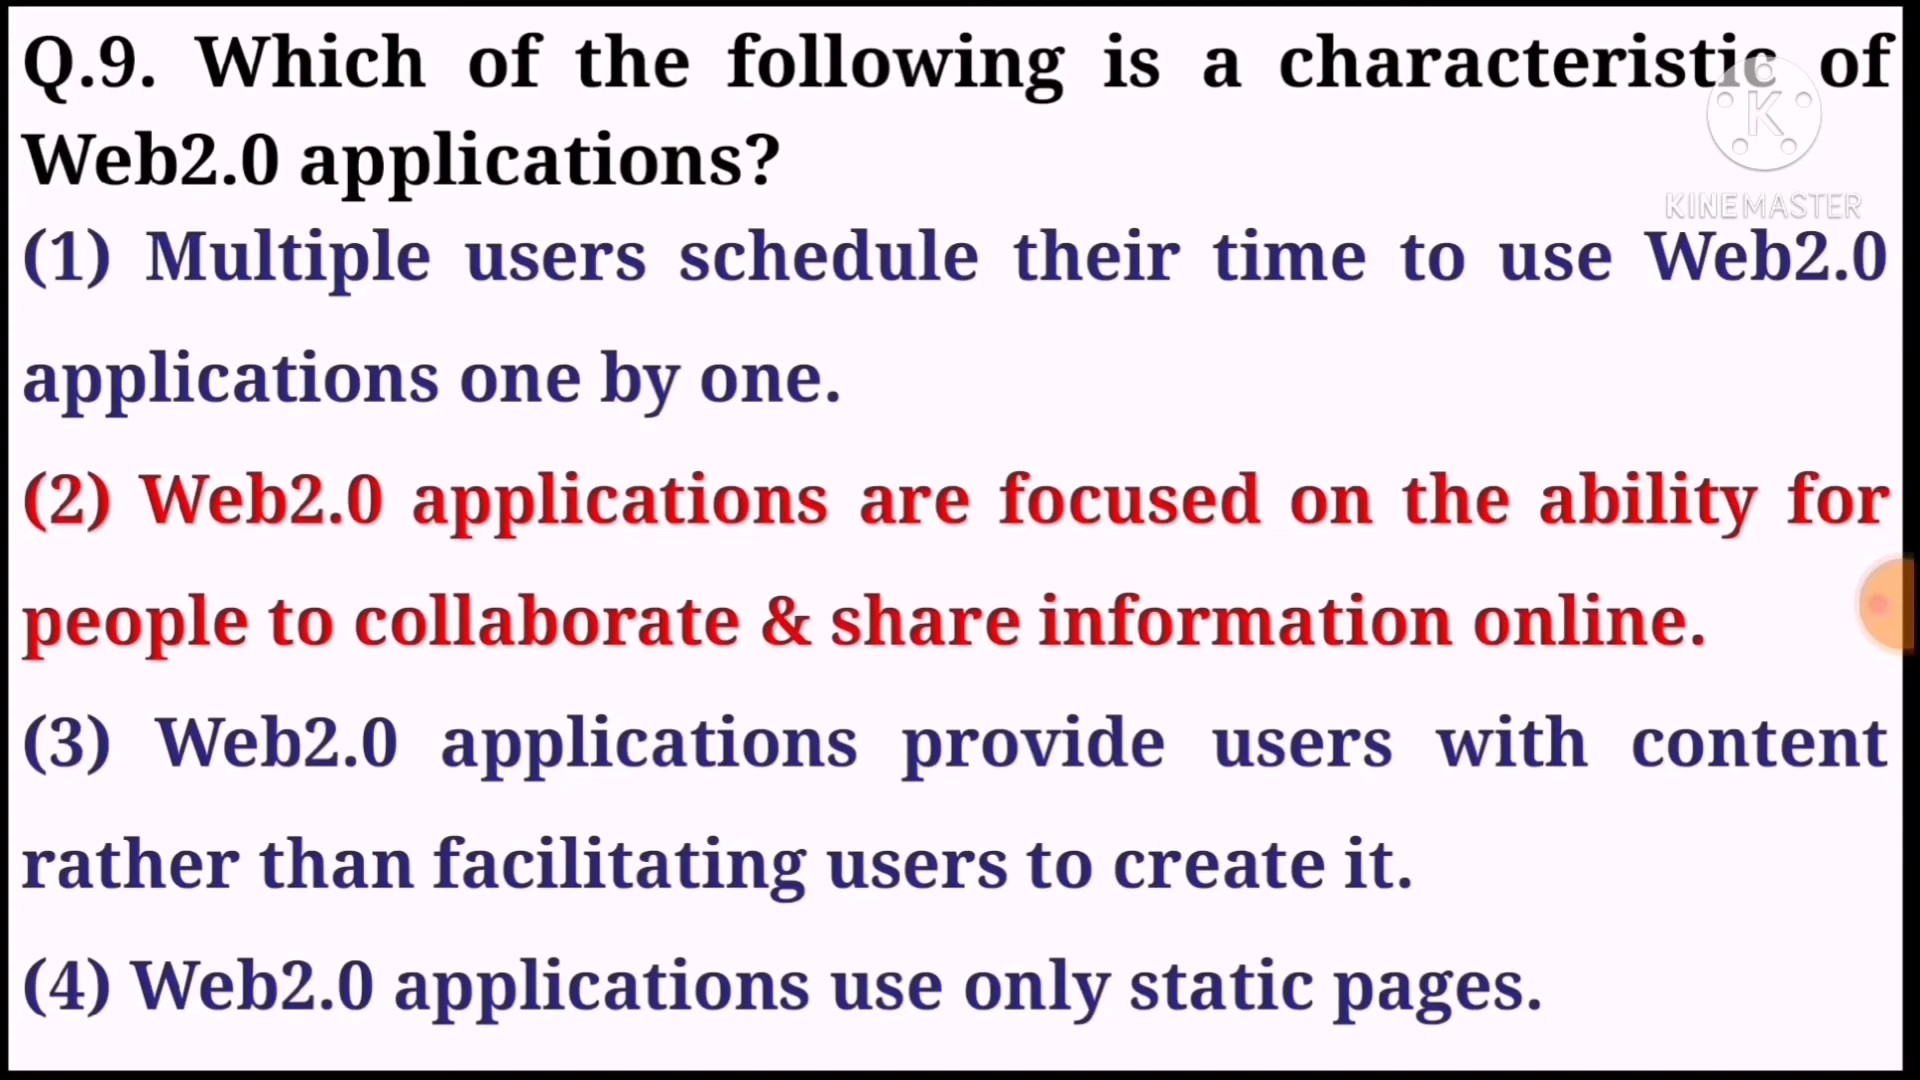 Q.9. Which of the following is a characteristic of
Web2.0 applications?
K
KINEMASTER
(1) Multiple users schedule their time to use Web2.0
applications one by one.
(2) Web2.0 applications are focused on the ability for
people to collaborate & share information online.
(3) Web2.0 applications provide users with content
rather than facilitating users to create it.
(4) Web2.0 applications use only static pages.